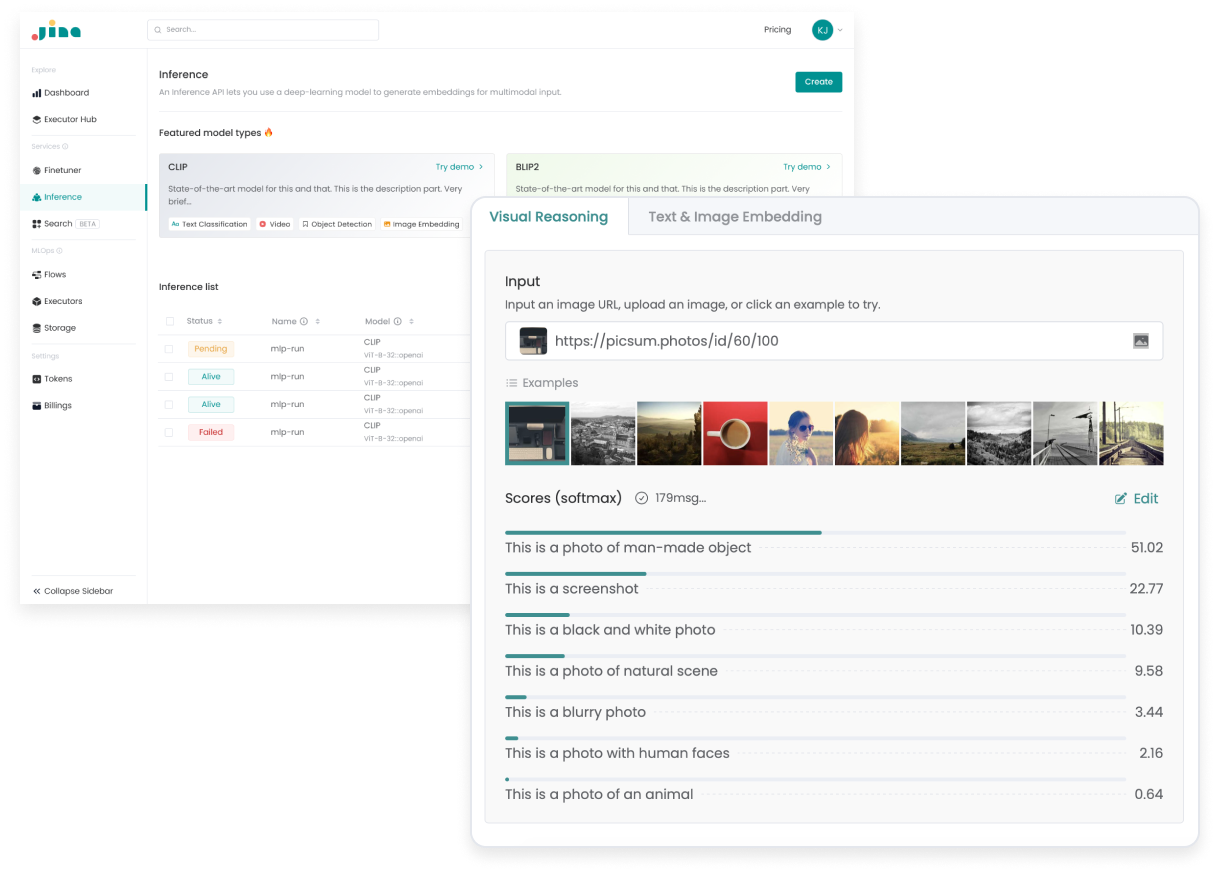 Jina
Search...
Pricing
KJ
Explore
Dashboard
Executor Hub
Services
Finetuner
Inference
Search BETA
MLOps
Flows
Executors
Storage
Settings
Tokens
Billings
Collapse Sidebar
Inference
Create
An Inference API lets you use a deep-learning model to generate embeddings for multimodal input.
Featured model types
CLIP Try demo
State-of-the-art model for this and that. This is the description part. Very
brief...
Text Classification Video Object Detection Image Embedding
BLIP2 Try demo
State-of-the-art model for this and that. This is the description part. Very
Inference list
Status Name Model
Pending mlp-run CLIP
ViT-B-32::openai
Alive mlp-run CLIP
ViT-B-32::openai
Alive mlp-run CLIP
ViT-B-32::openai
Failed mlp-run CLIP
ViT-B-32::openai
Visual Reasoning Text & Image Embedding
Input
Input an image URL, upload an image, or click an example to try.
https://picsum.photos/id/60/100
Examples
Scores (softmax) 179msg... Edit
This is a photo of man-made object 51.02
This is a screenshot 22.77
This is a black and white photo 10.39
This is a photo of natural scene 9.58
This is a blurry photo 3.44
This is a photo with human faces 2.16
This is a photo of an animal 0.64